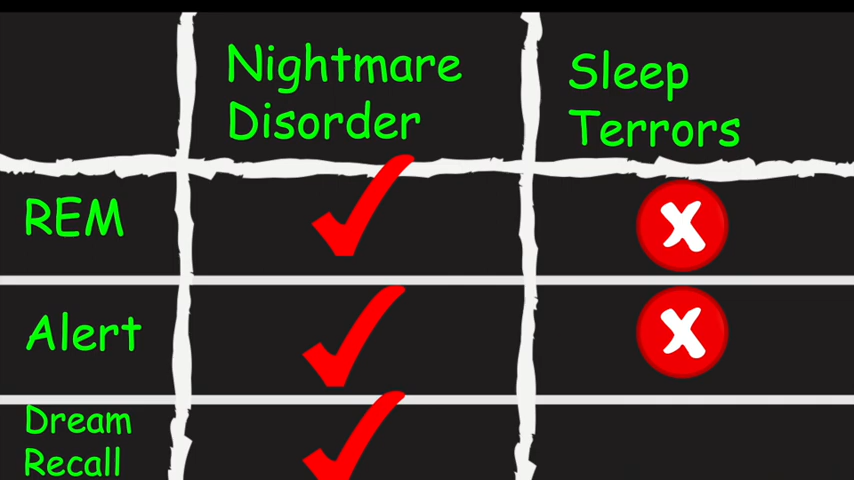 Nightmare
Disorder
Sleep
Terrors
REM
Alert
Dream
Recall